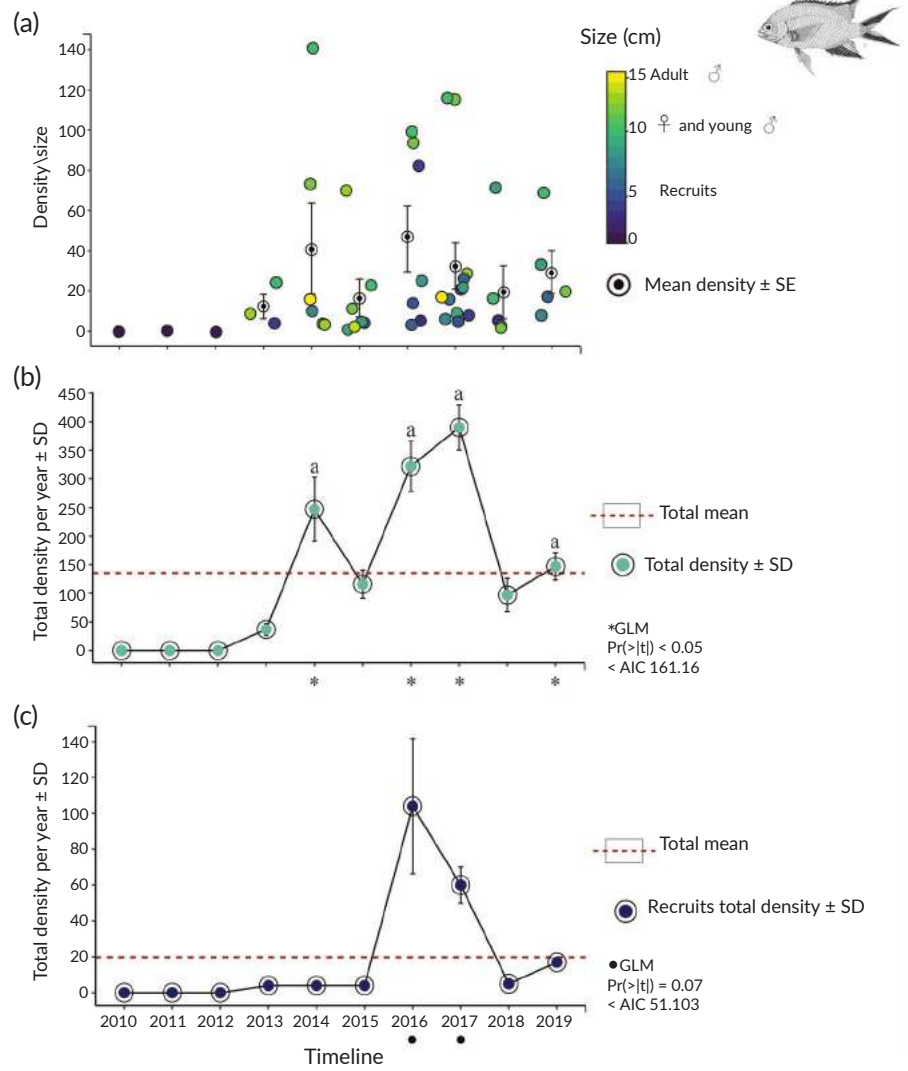 (a)
Density\size
140
120
100
80
60
40
20
0
Size (cm)
15 Adult ♂
10 ♀ and young ♂
5 Recruits
0
Mean density ± SE
(b)
Total density per year ± SD
450
400
350
300
250
200
150
100
50
0
a
a
a
a
* * * *
Total mean
Total density ± SD
*GLM
Pr(>|t|) < 0.05
< AIC 161.16
(c)
Total density per year ± SD
140
120
100
80
60
40
20
0
2010 2011 2012 2013 2014 2015 2016 2017 2018 2019
• •
Timeline
Total mean
Recruits total density ± SD
•GLM
Pr(>|t|) = 0.07
< AIC 51.103